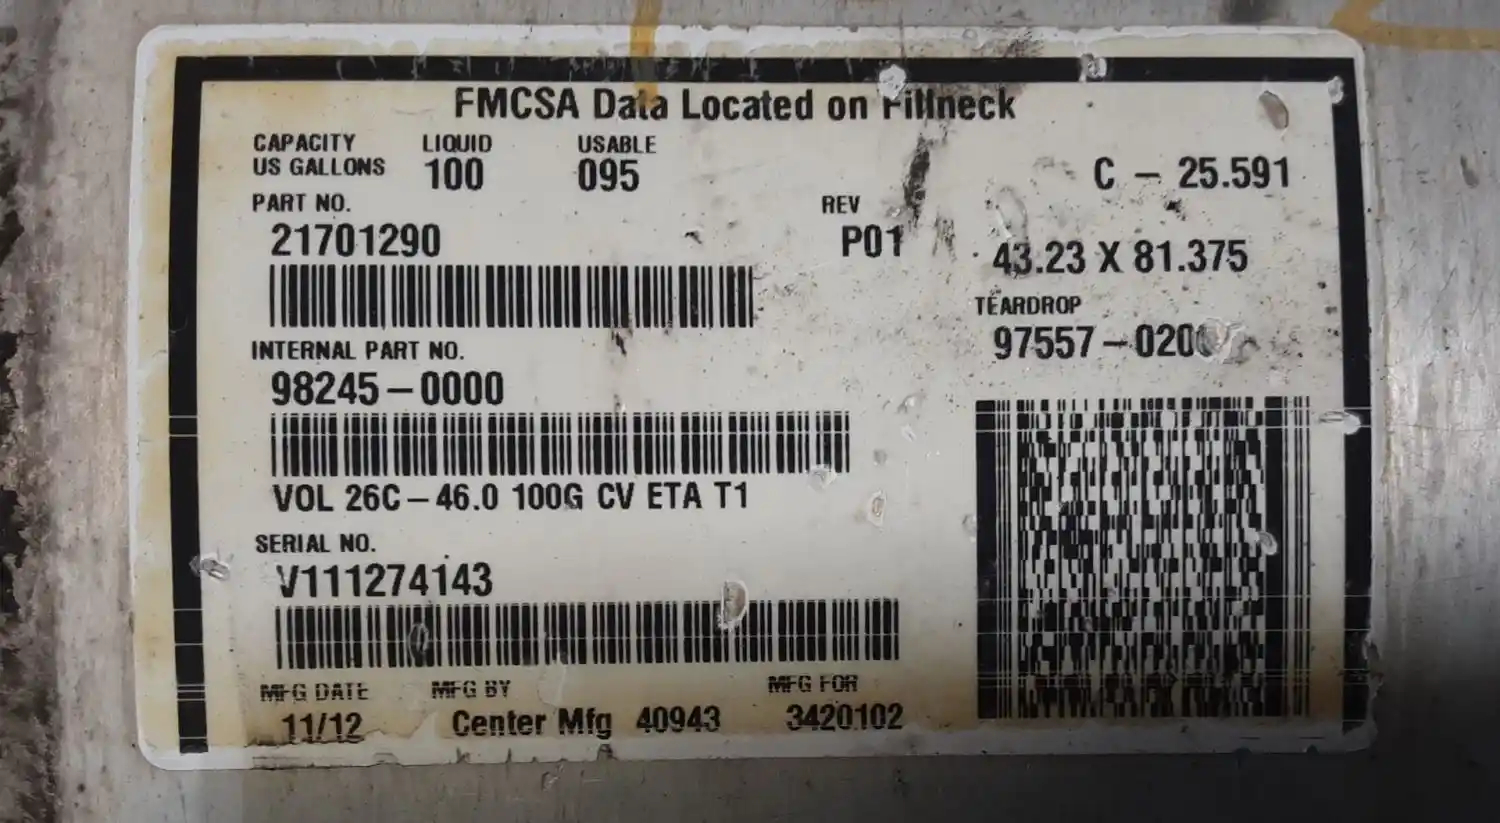 FMCSA Data Located on Fillneck
CAPACITY US GALLONS
LIQUID
100
USABLE
095
C – 25.591
PART NO.
21701290
REV
P01
43.23 X 81.375
TEARDROP
INTERNAL PART NO.
98245–0000
VOL 26C–46.0 100G CV ETA T1
SERIAL NO.
V111274143
MFG DATE
11/12
MFG BY
Center Mfg 40943
MFG FOR
3420102